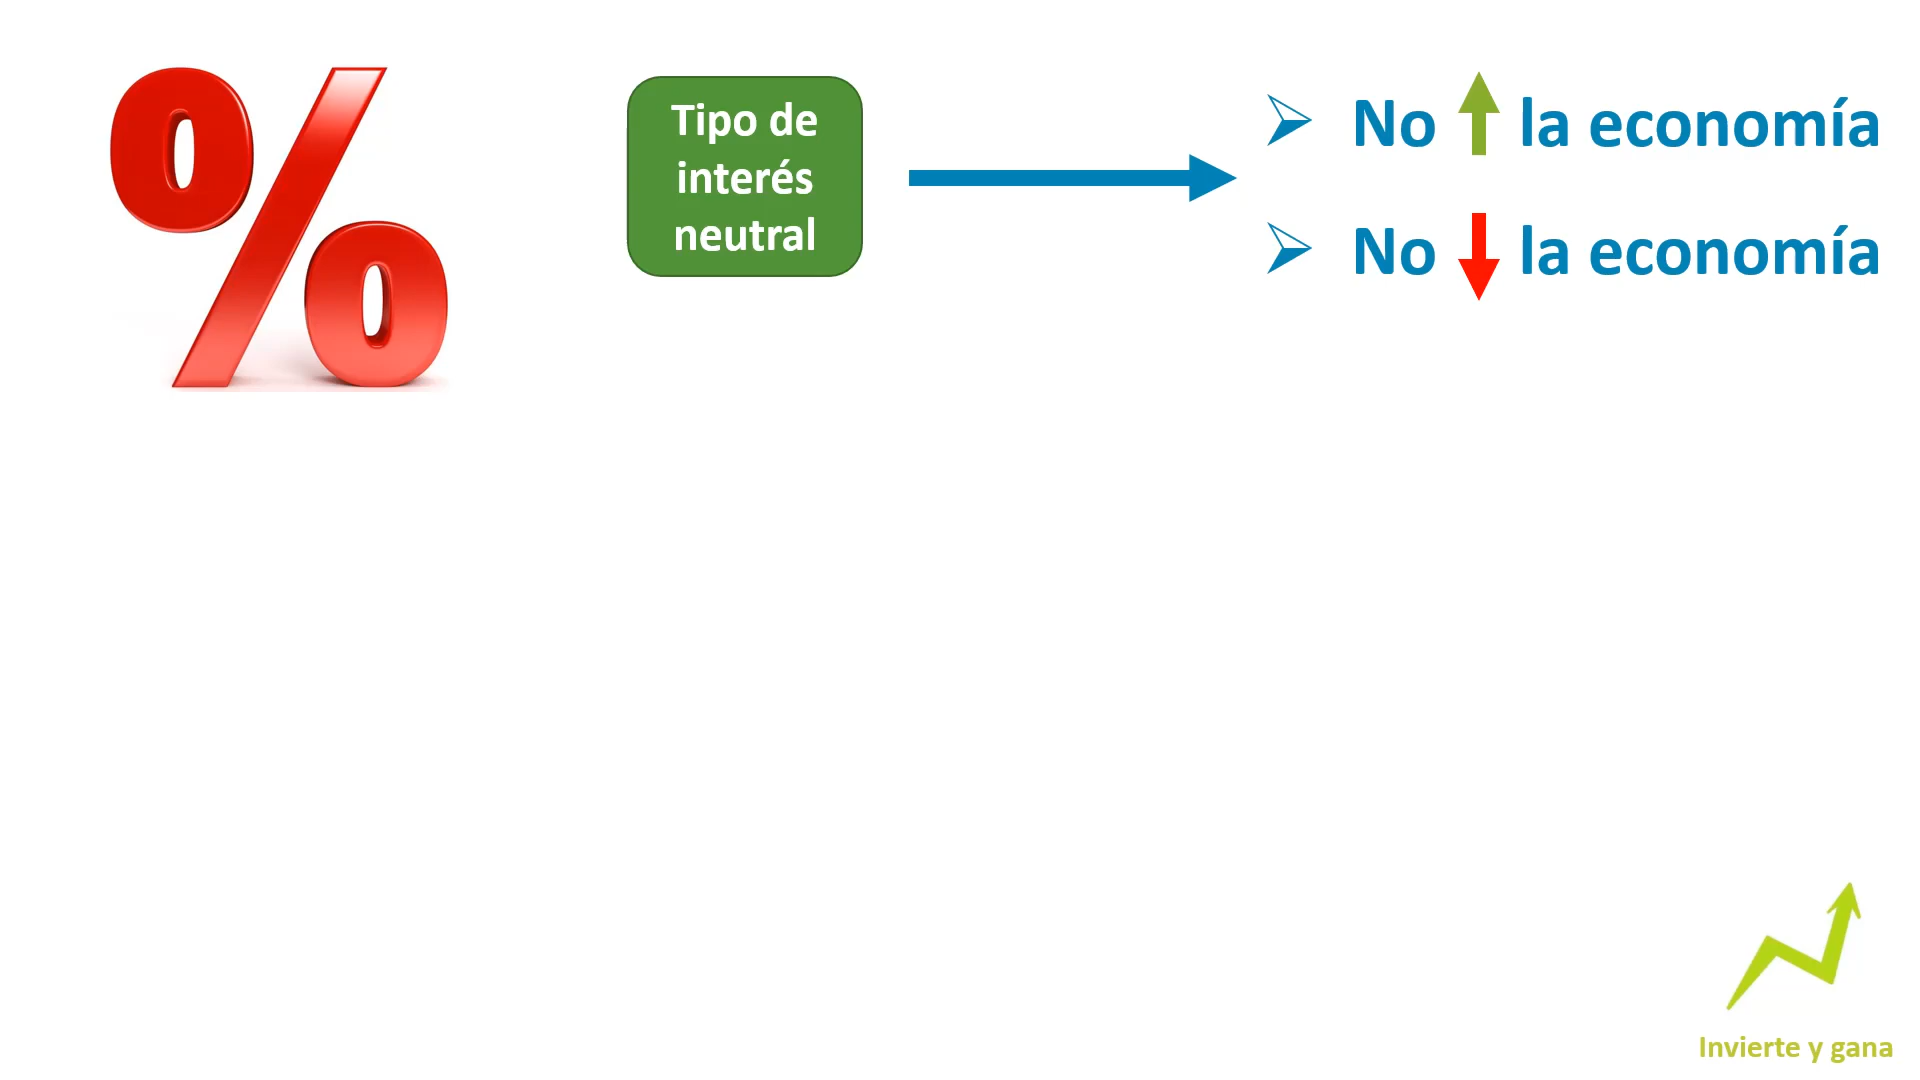 %
Tipo de
interés
neutral
No la economía
No la economía
Invierte y gana